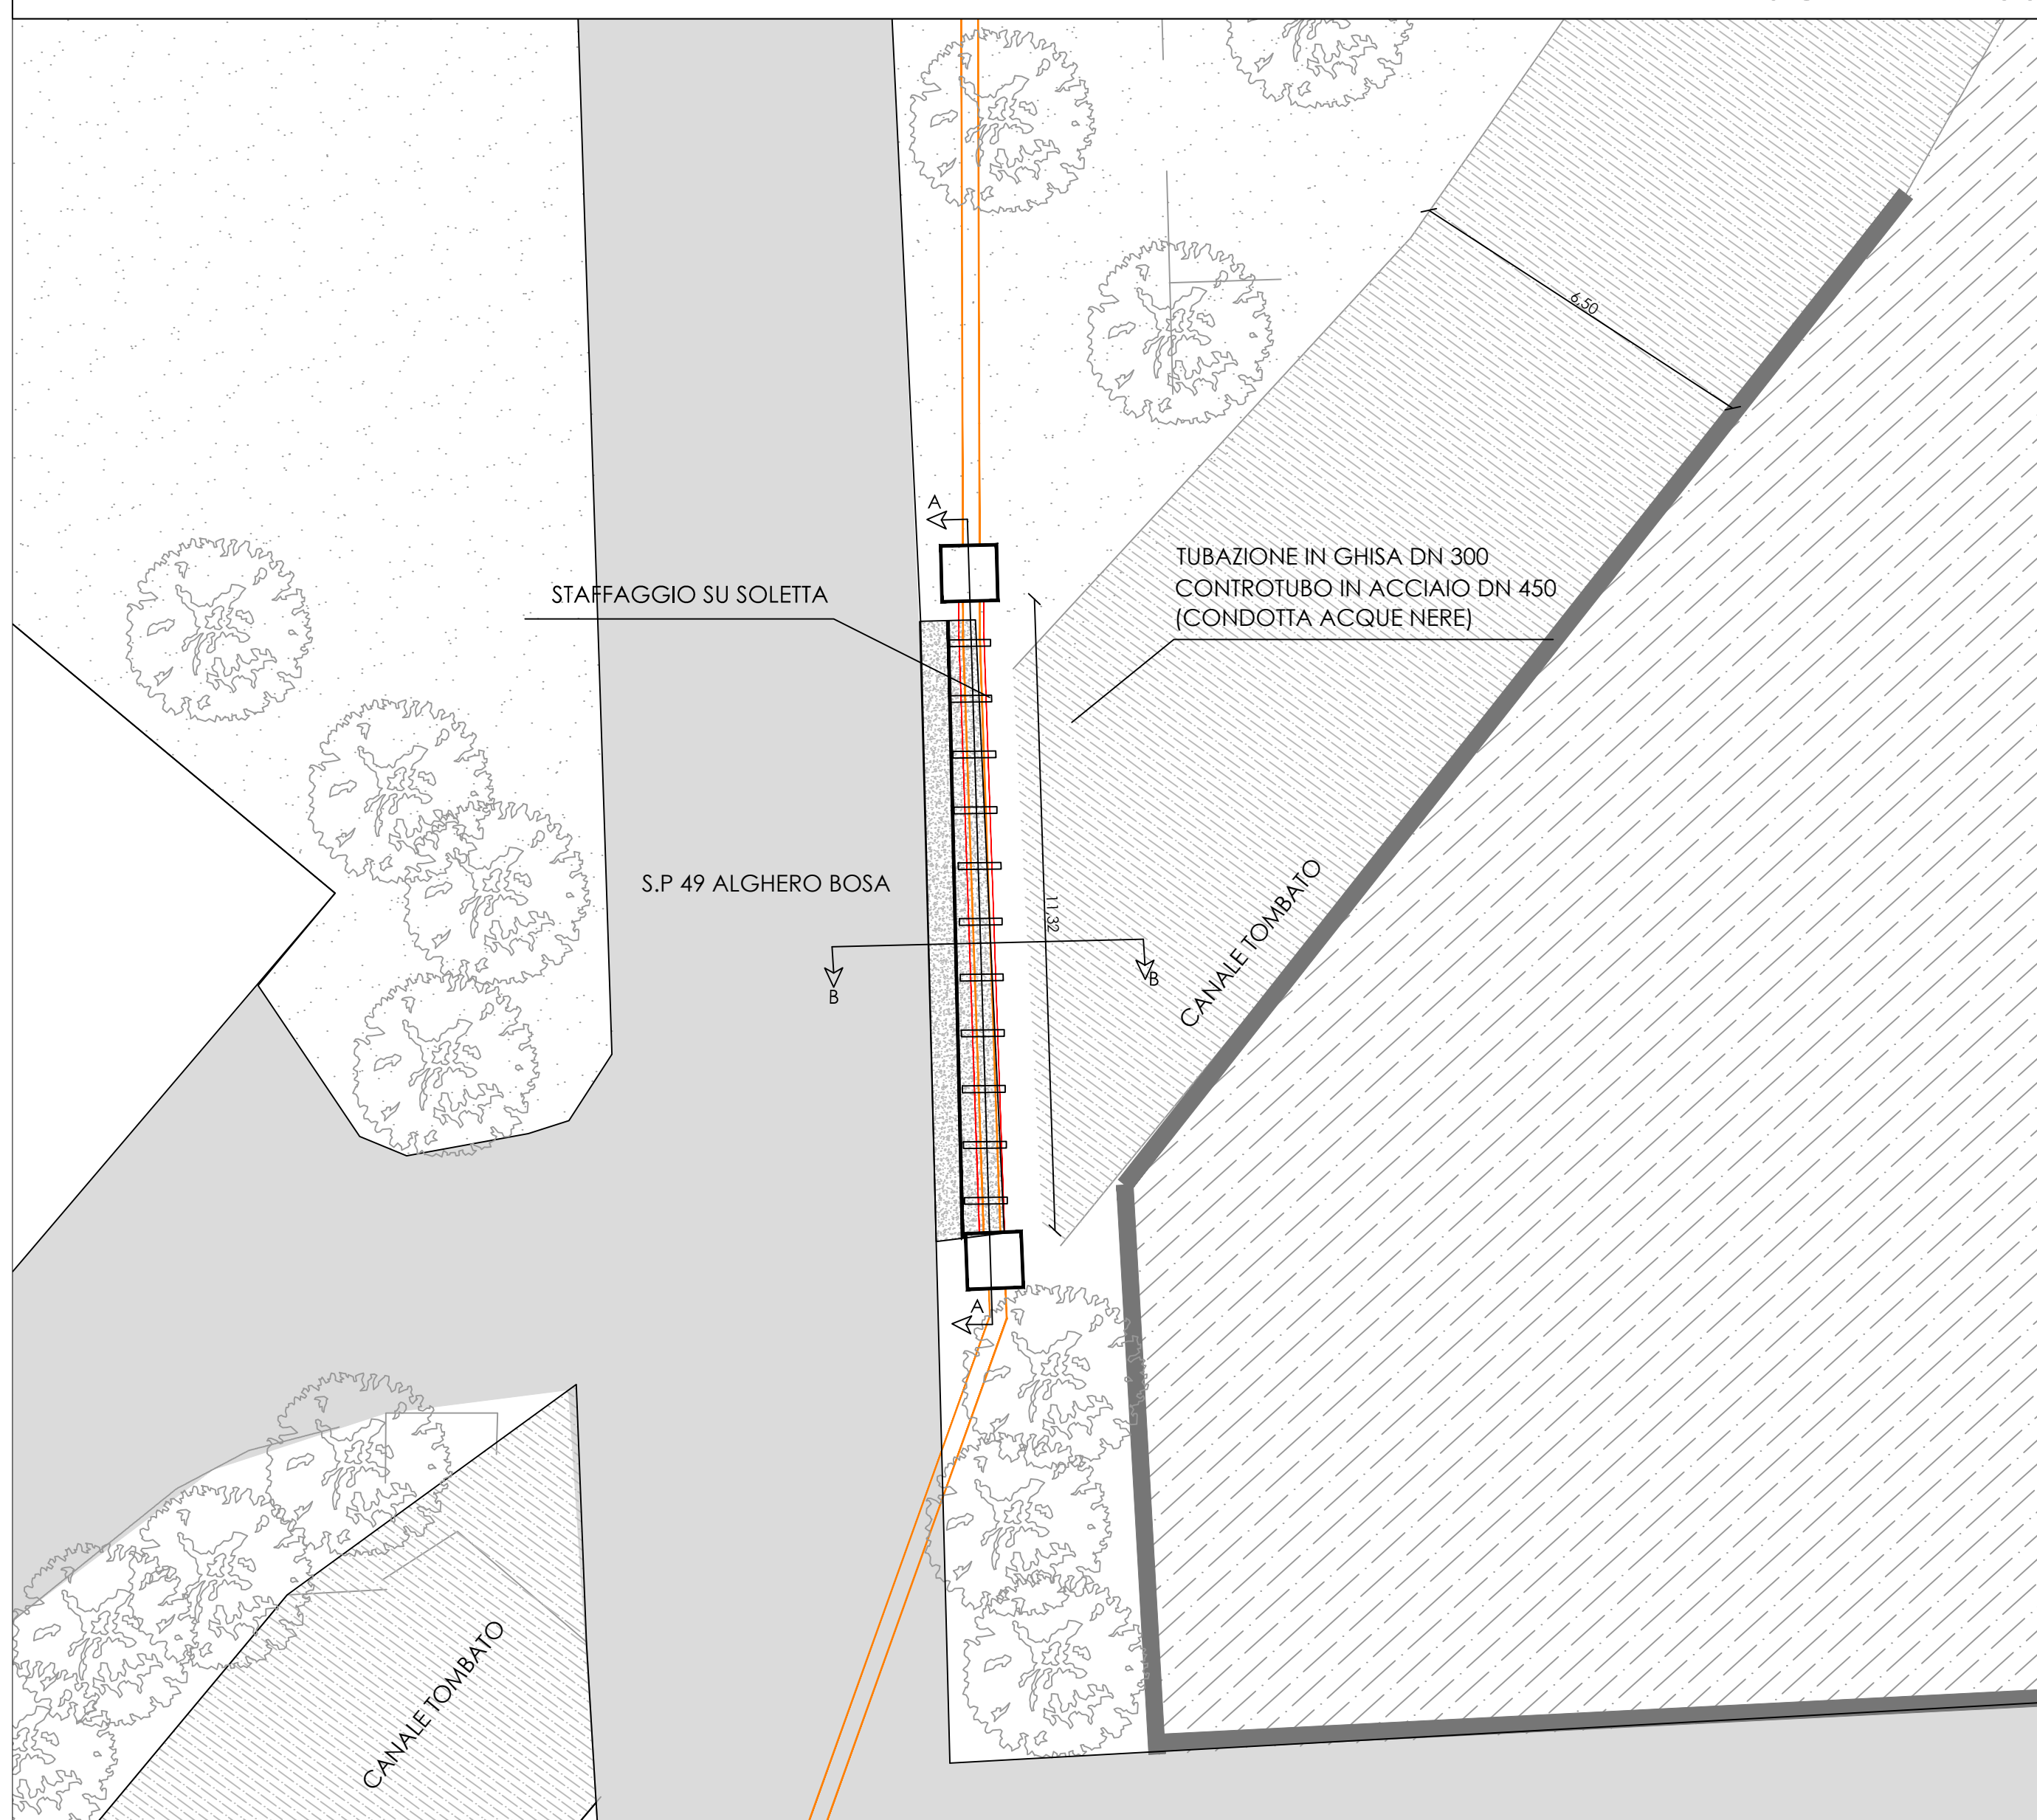 6,50
A
TUBAZIONE IN GHISA DN 300
CONTROTUBO IN ACCIAIO DN 450
(CONDOTTA ACQUE NERE)
STAFFAGGIO SU SOLETTA
S.P 49 ALGHERO BOSA
11,32
CANALE TOMBATO
B
B
A
CANALE TOMBATO